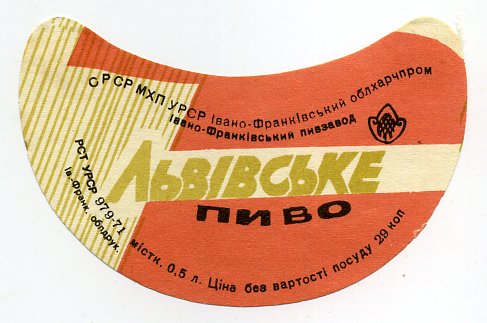 СРСР МХП УРСР Івано-Франківський облхарчпром
Івано-Франківський пивзавод
ЛЬВІВСЬКЕ
ПИВО
РСТ УРСР 979-71 містк. 0,5 л. Ціна без вартості посуду 29 коп
Ів.-Франк. облдрук.